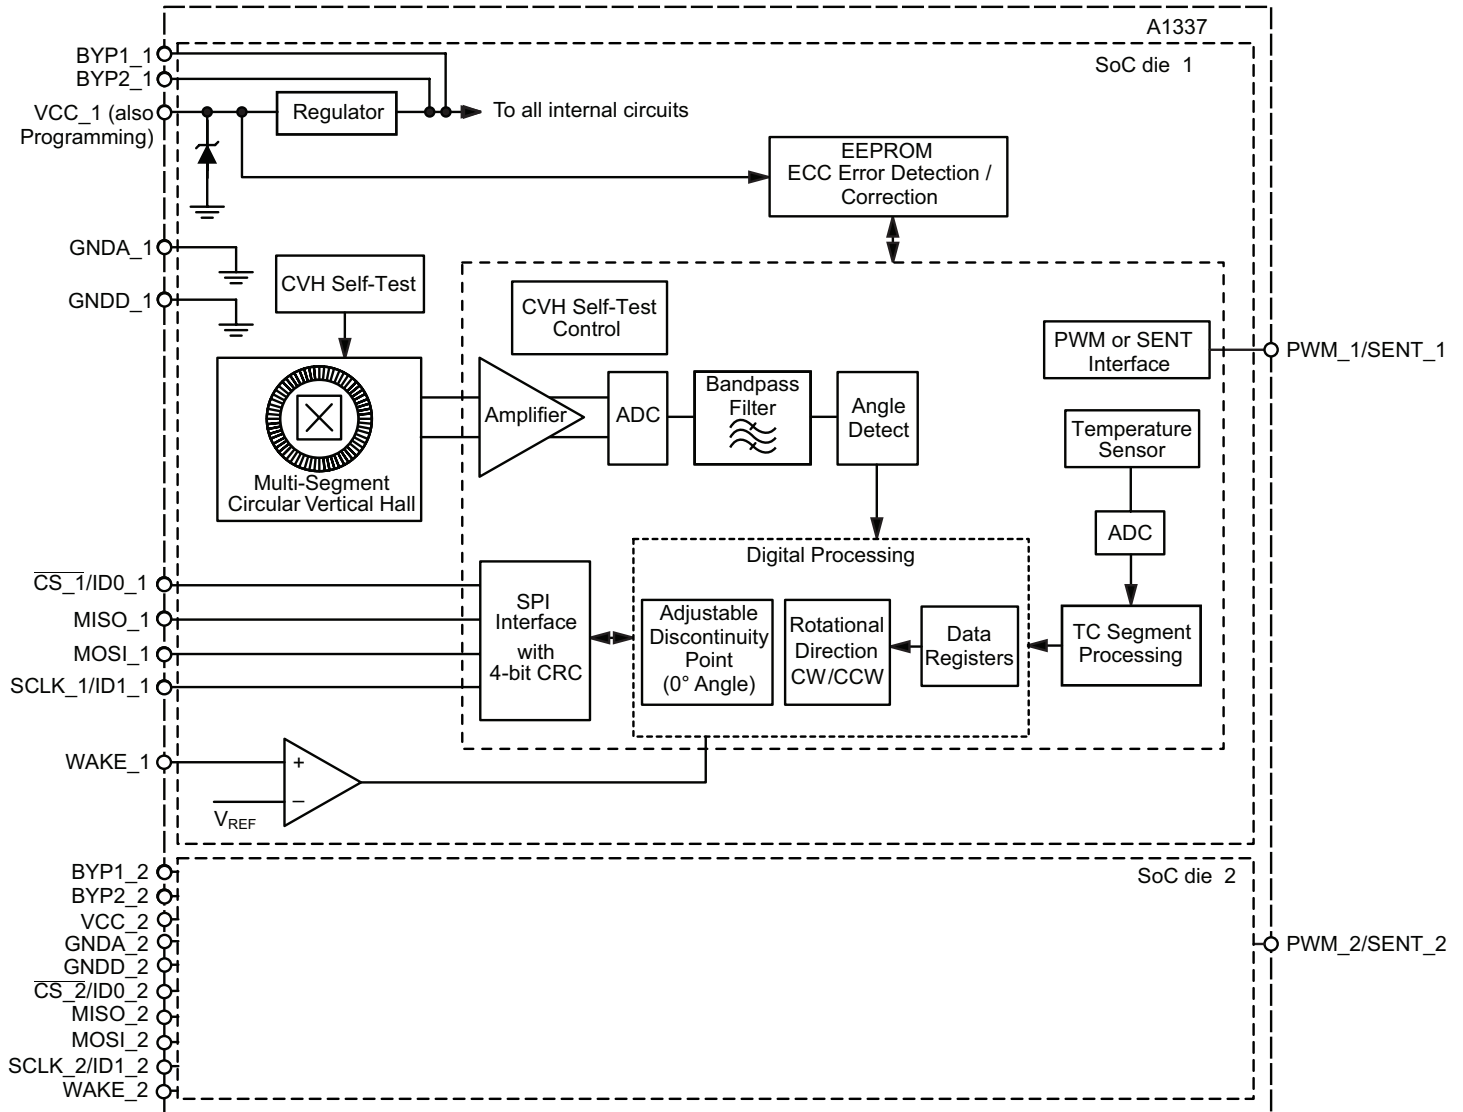 A1337
SoC die 1
BYP1_1
BYP2_1
VCC_1 (also
Programming)
Regulator
To all internal circuits
EEPROM
ECC Error Detection /
Correction
GNDA_1
GNDD_1
CVH Self-Test
CVH Self-Test
Control
PWM or SENT
Interface
PWM_1/SENT_1
Multi-Segment
Circular Vertical Hall
Amplifier
ADC
Bandpass
Filter
Angle
Detect
Temperature
Sensor
ADC
TC Segment
Processing
Digital Processing
Adjustable
Discontinuity
Point
(0° Angle)
Rotational
Direction
CW/CCW
Data
Registers
SPI
Interface
with
4-bit CRC
CS_1/ID0_1
MISO_1
MOSI_1
SCLK_1/ID1_1
WAKE_1
+
–
VREF
SoC die 2
BYP1_2
BYP2_2
VCC_2
GNDA_2
GNDD_2
CS_2/ID0_2
MISO_2
MOSI_2
SCLK_2/ID1_2
WAKE_2
PWM_2/SENT_2